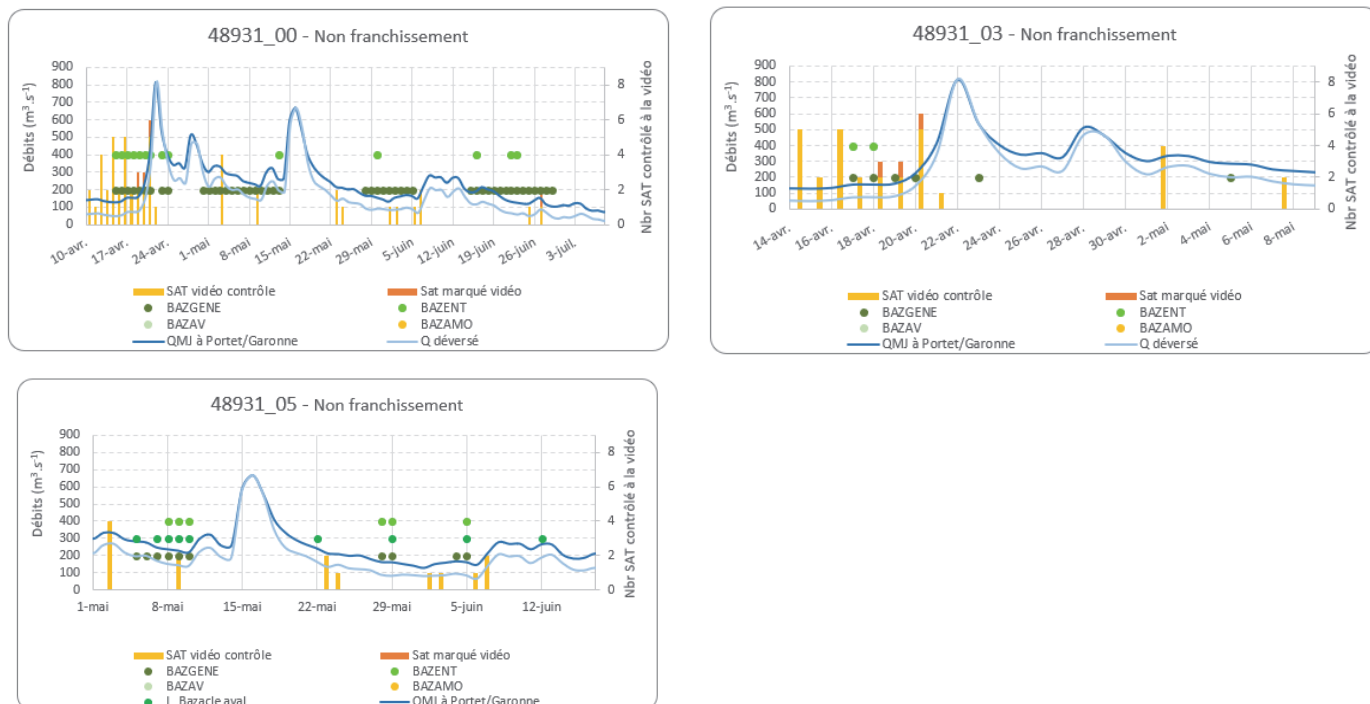 48931_00 - Non franchissement
Débits (m³.s⁻¹)
900
800
700
600
500
400
300
200
100
0
8
6
4
2
0
Nbr SAT contrôlé à la vidéo
10-avr.
17-avr.
24-avr.
1-mai
8-mai
15-mai
22-mai
29-mai
5-juin
12-juin
19-juin
26-juin
3-juil.
SAT vidéo contrôle
Sat marqué vidéo
BAZGENE
BAZENT
BAZAV
BAZAMO
QMJ à Portet/Garonne
Q déversé
48931_03 - Non franchissement
Débits (m³.s⁻¹)
900
800
700
600
500
400
300
200
100
0
8
6
4
2
0
Nbr SAT contrôlé à la vidéo
14-avr.
16-avr.
18-avr.
20-avr.
22-avr.
24-avr.
26-avr.
28-avr.
30-avr.
2-mai
4-mai
6-mai
8-mai
SAT vidéo contrôle
Sat marqué vidéo
BAZGENE
BAZENT
BAZAV
BAZAMO
QMJ à Portet/Garonne
Q déversé
48931_05 - Non franchissement
Débits (m³.s⁻¹)
900
800
700
600
500
400
300
200
100
0
8
6
4
2
0
Nbr SAT contrôlé à la vidéo
1-mai
8-mai
15-mai
22-mai
29-mai
5-juin
12-juin
SAT vidéo contrôle
Sat marqué vidéo
BAZGENE
BAZENT
BAZAV
BAZAMO
L_Bazacle aval
QMJ à Portet/Garonne